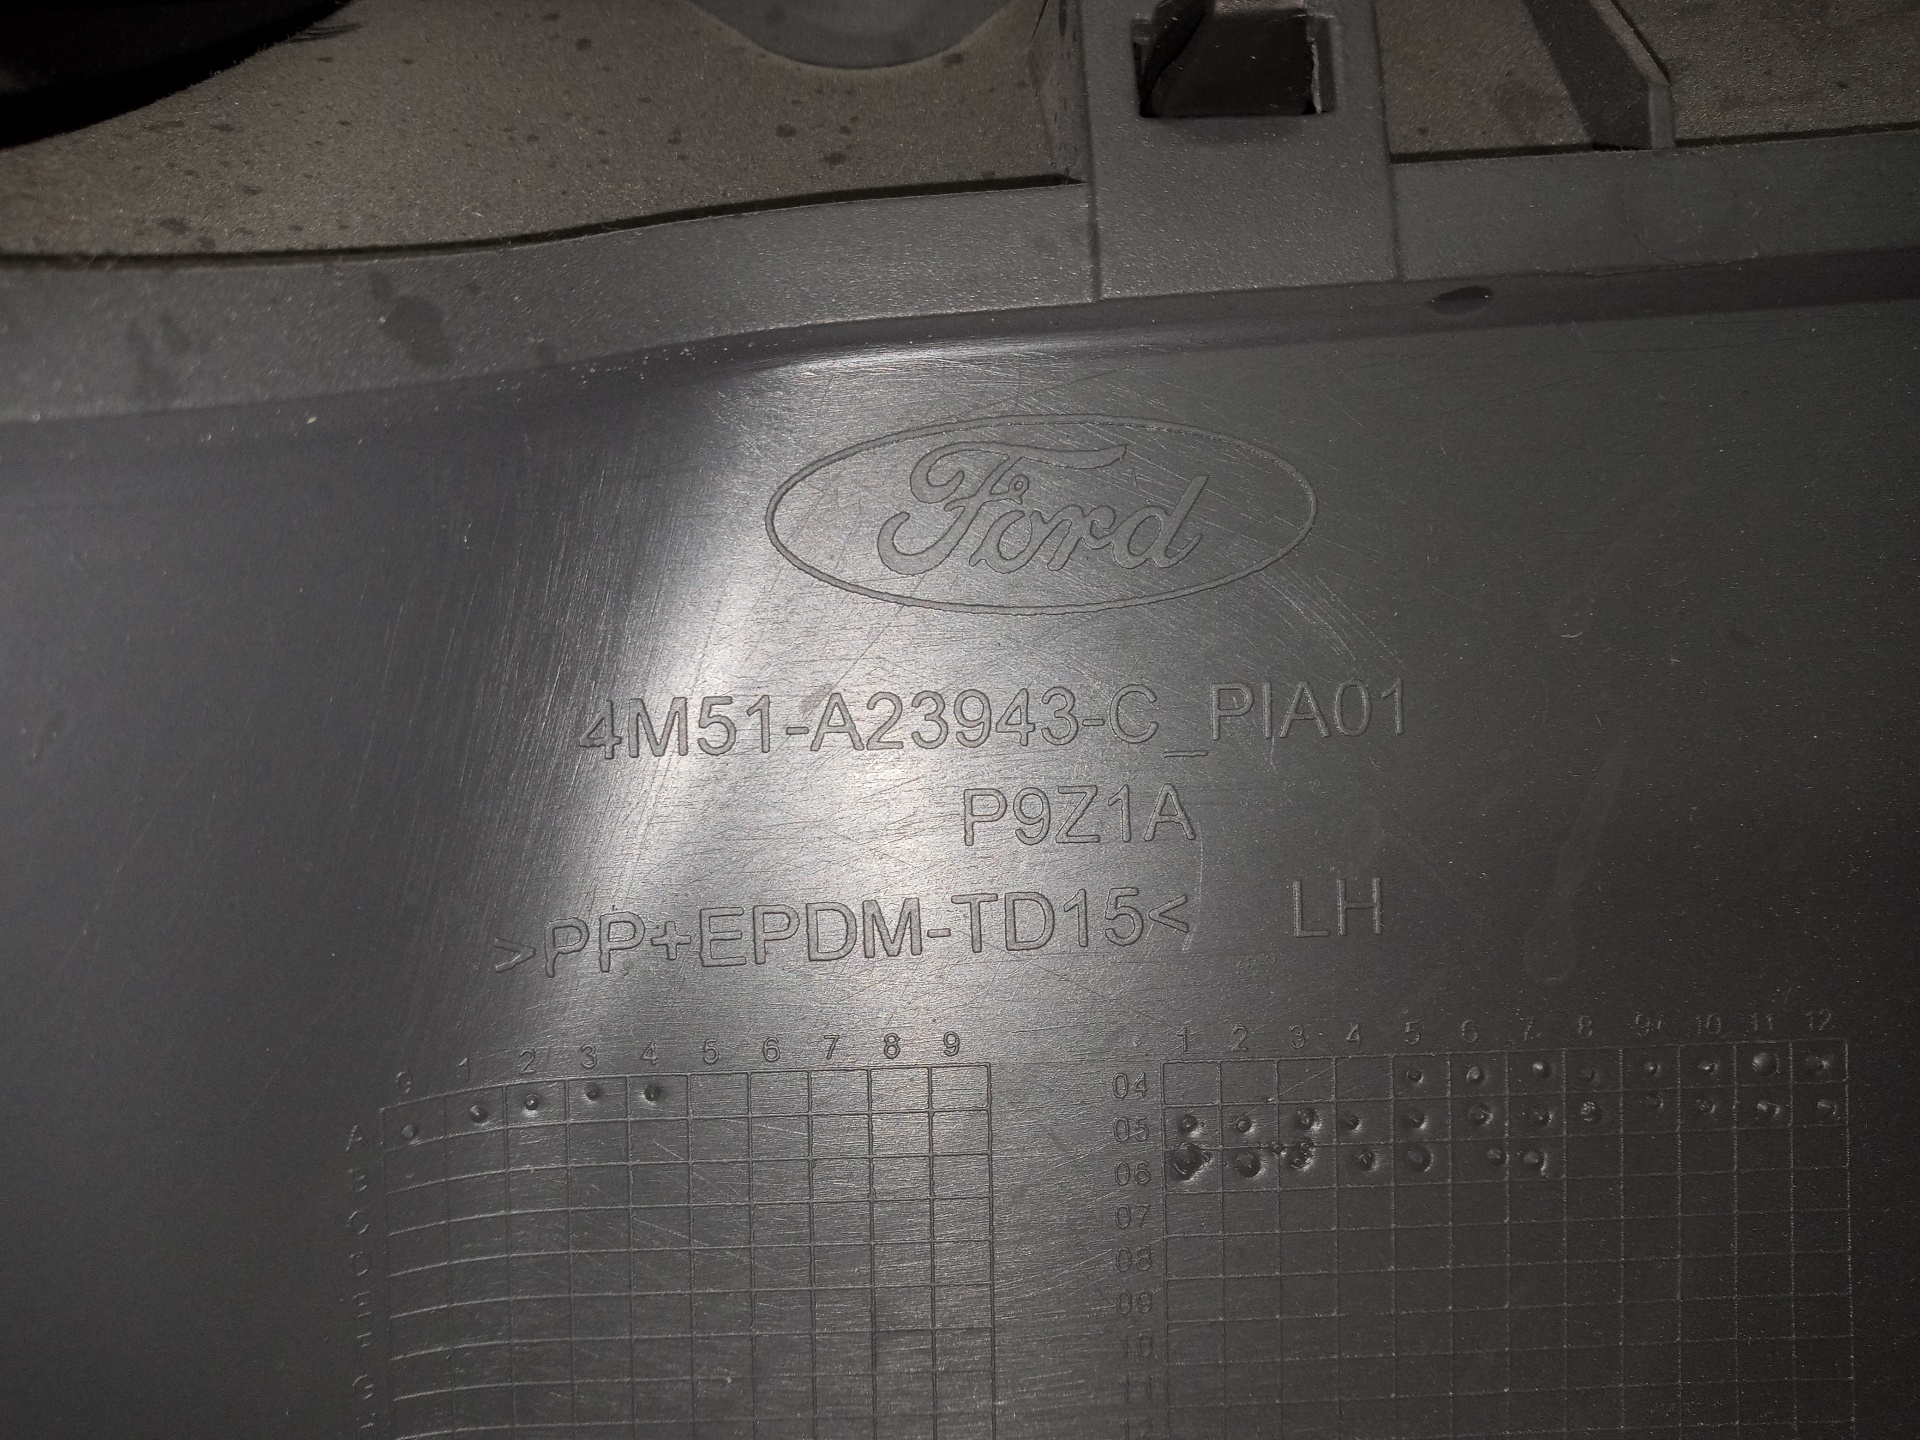 Ford
4M51-A23943-C_PIA01
P9Z1A
>PP+EPDM-TD15< LH
0 1 2 3 4 5 6 7 8 9
A
B
C
D
E
F
G
1 2 3 4 5 6 7 8 9 10 11 12
04
05
06
07
08
09
10
11